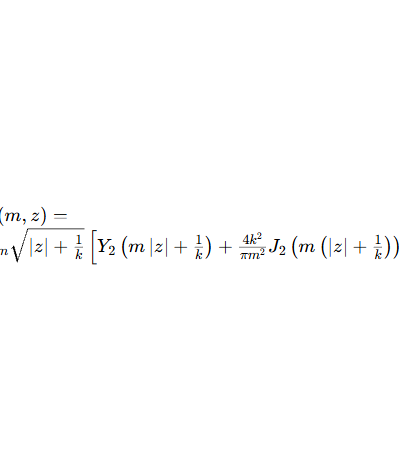 (m, z) =
m√(|z| + 1/k) [Y₂ (m |z| + 1/k) + 4k²/πm² J₂ (m (|z| + 1/k))